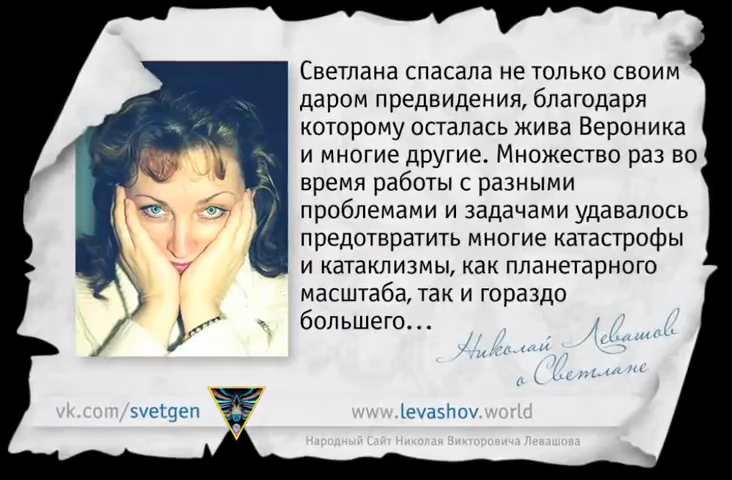 Светлана спасала не только своим
даром предвидения, благодаря
которому осталась жива Вероника
и многие другие. Множество раз во
время работы с разными
проблемами и задачами удавалось
предотвратить многие катастрофы
и катаклизмы, как планетарного
масштаба, так и гораздо
большего...
Николай Левашов
о Светлане
vk.com/svetgen
www.levashov.world
Народный Сайт Николая Викторовича Левашова